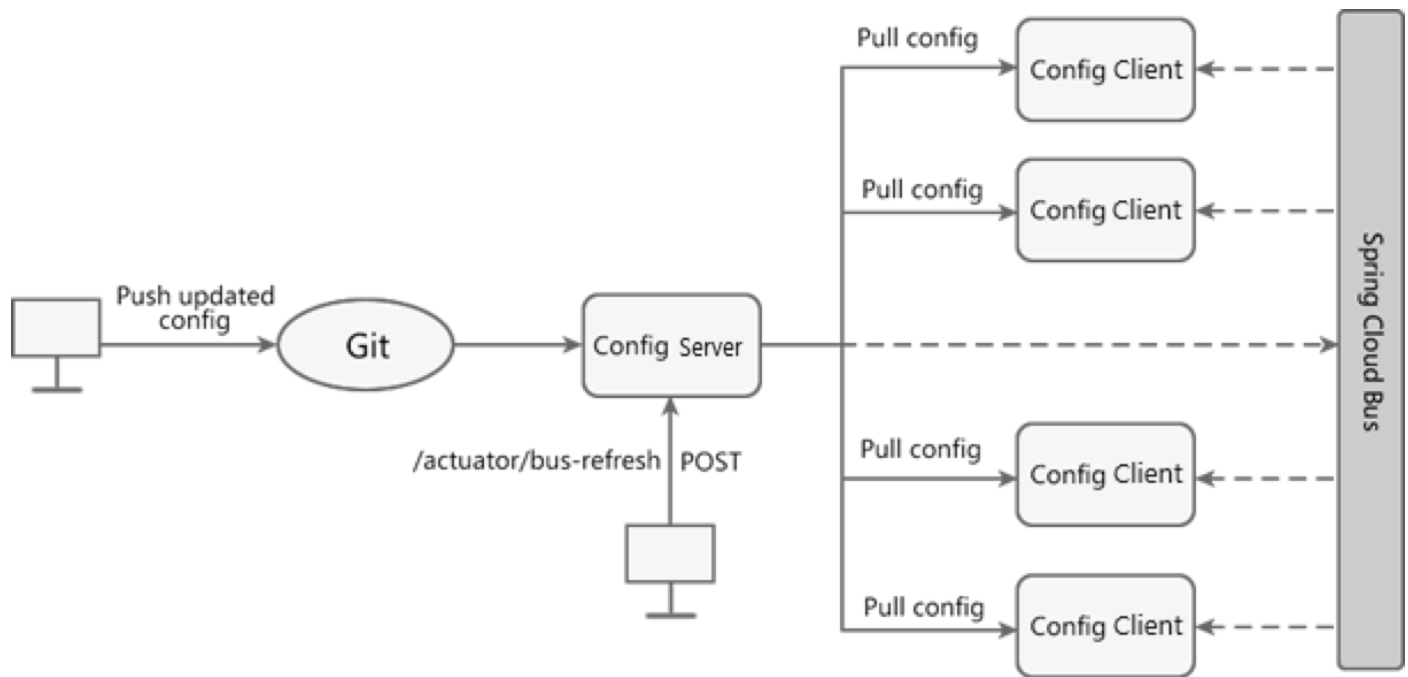 Pull config
Config Client
Pull config
Config Client
Push updated
config
Git
Config Server
Spring Cloud Bus
/actuator/bus-refresh POST
Pull config
Config Client
Pull config
Config Client